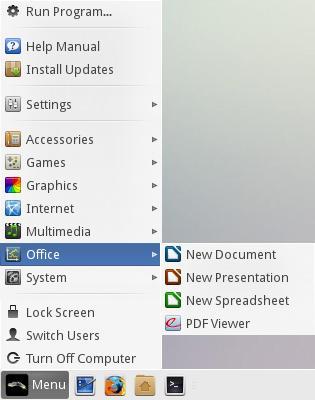 Run Program...
Help Manual
Install Updates
Settings
Accessories
Games
Graphics
Internet
Multimedia
Office
System
Lock Screen
Switch Users
Turn Off Computer
New Document
New Presentation
New Spreadsheet
PDF Viewer
Menu